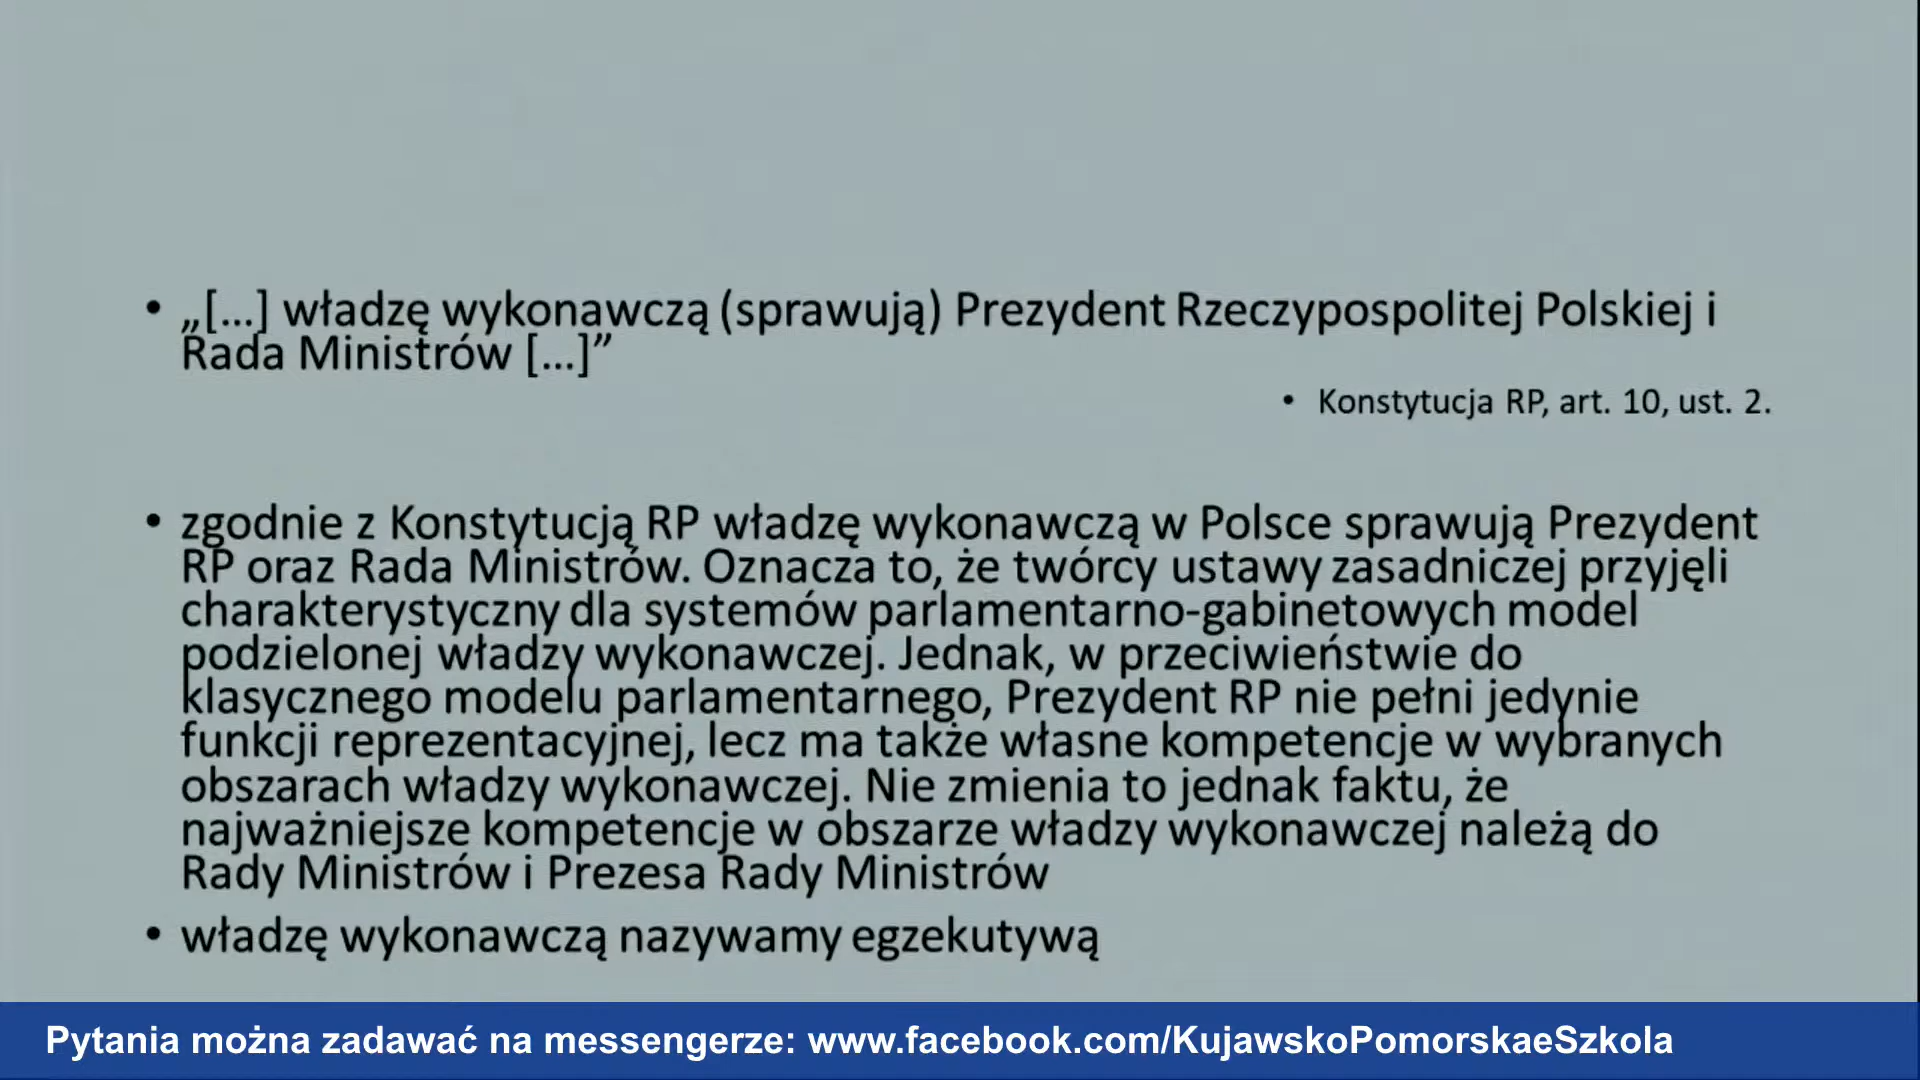 • „[...] władzę wykonawczą (sprawują) Prezydent Rzeczypospolitej Polskiej i
Rada Ministrów [...]”
• Konstytucja RP, art. 10, ust. 2.
• zgodnie z Konstytucją RP władzę wykonawczą w Polsce sprawują Prezydent
RP oraz Rada Ministrów. Oznacza to, że twórcy ustawy zasadniczej przyjęli
charakterystyczny dla systemów parlamentarno-gabinetowych model
podzielonej władzy wykonawczej. Jednak, w przeciwieństwie do
klasycznego modelu parlamentarnego, Prezydent RP nie pełni jedynie
funkcji reprezentacyjnej, lecz ma także własne kompetencje w wybranych
obszarach władzy wykonawczej. Nie zmienia to jednak faktu, że
najważniejsze kompetencje w obszarze władzy wykonawczej należą do
Rady Ministrów i Prezesa Rady Ministrów
• władzę wykonawczą nazywamy egzekutywą
Pytania można zadawać na messengerze: www.facebook.com/KujawskoPomorskaeSzkola